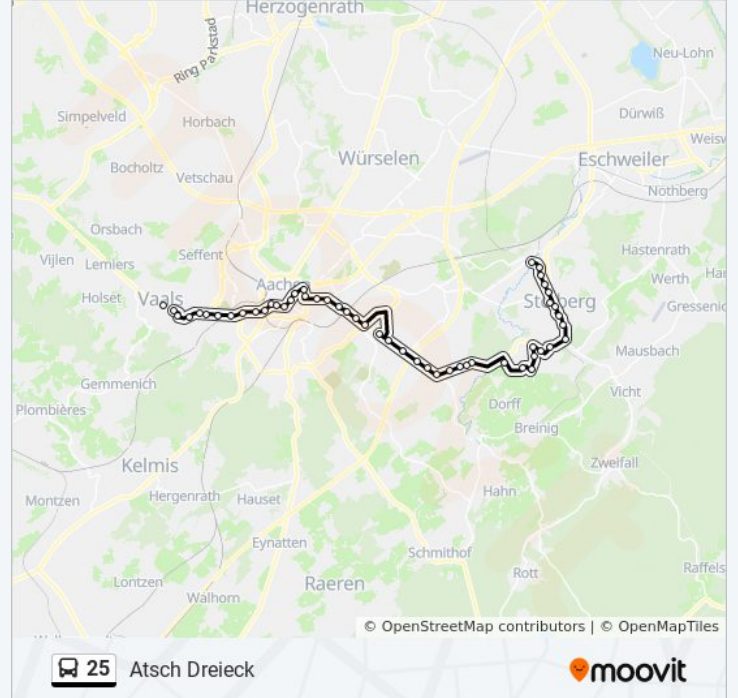 Herzogenrath
Ring Parkstad
Neu-Lohn
Simpelveld
Horbach
Dürwiß
Würselen
Weisw
Eschweiler
Bocholtz
Vetschau
Nothberg
Orsbach
Seffent
Hastenrath
Vijlen
Lemiers
Werth
Har
Aachen
Holset
Vaals
Stolberg
Gressenic
Mausbach
Gemmenich
Vicht
Plombières
Dorff
Breinig
Kelmis
Zweifall
Hahn
Montzen
Hergenrath
Hauset
Eynatten
Schmithof
Raffels
Lontzen
Raeren
Rott
Walhorn
© OpenStreetMap contributors | © OpenMapTiles
25 Atsch Dreieck
moovit